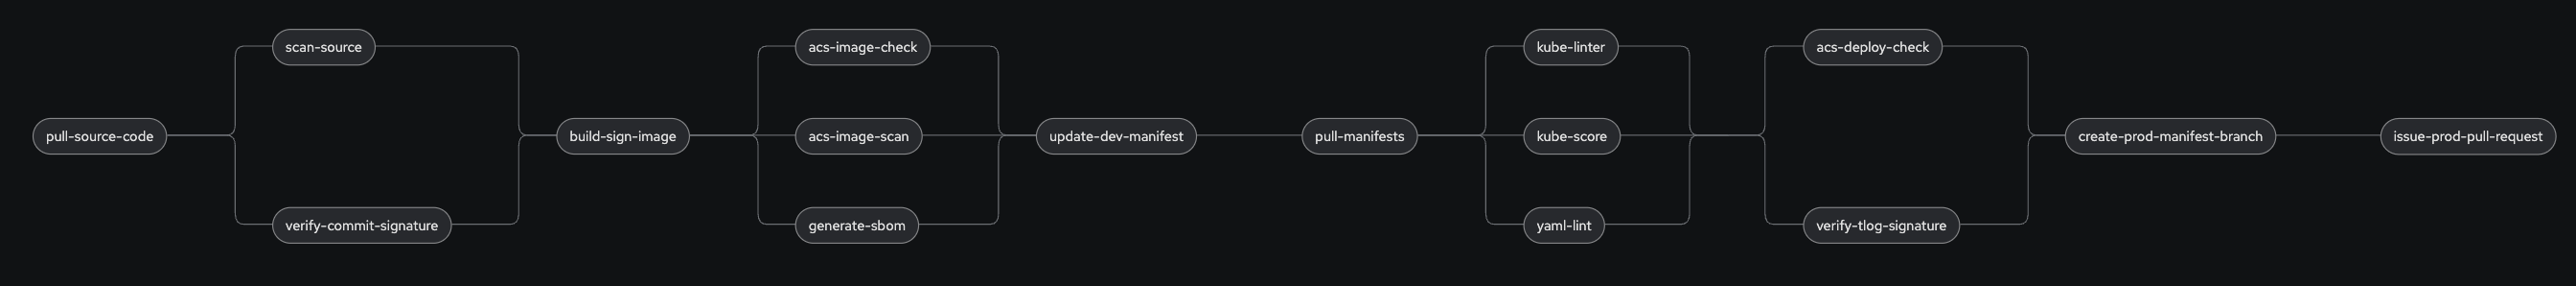 pull-source-code
scan-source
verify-commit-signature
build-sign-image
acs-image-check
acs-image-scan
generate-sbom
update-dev-manifest
pull-manifests
kube-linter
kube-score
yaml-lint
acs-deploy-check
verify-tlog-signature
create-prod-manifest-branch
issue-prod-pull-request